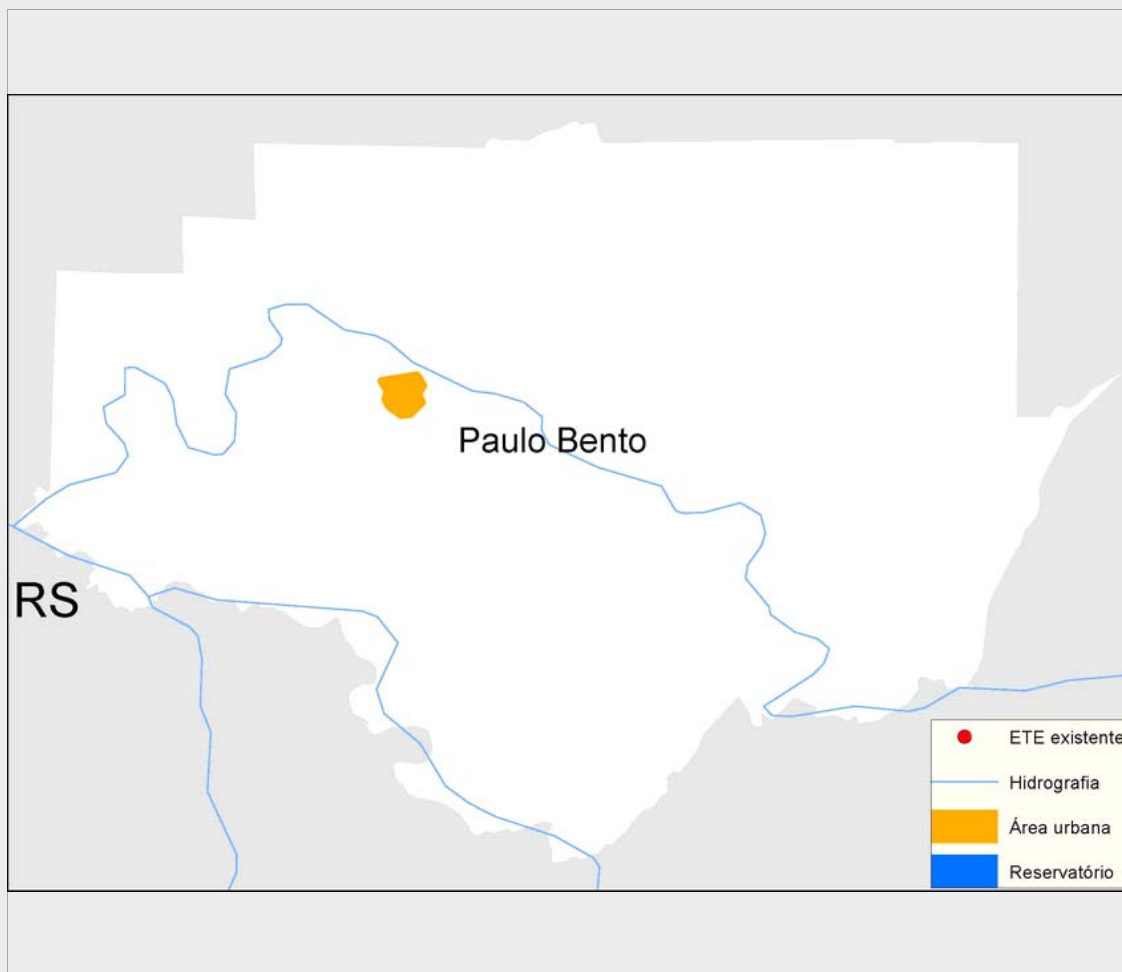 Paulo Bento
RS
ETE existente
Hidrografia
Área urbana
Reservatório